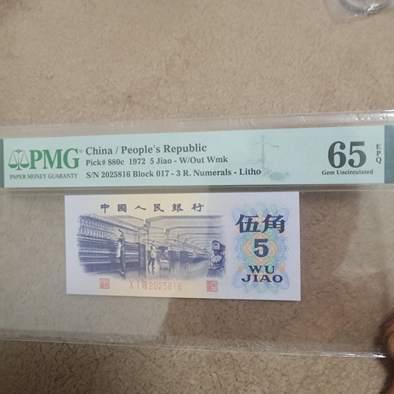 PMG
PAPER MONEY GUARANTY
China / People's Republic
Pick# 880c 1972 5 Jiao - W/Out Wmk
S/N 2025816 Block 017 - 3 R. Numerals - Litho
65 EPQ
Gem Uncirculated
中國人民銀行
伍角
5
WU
JIAO
2025816